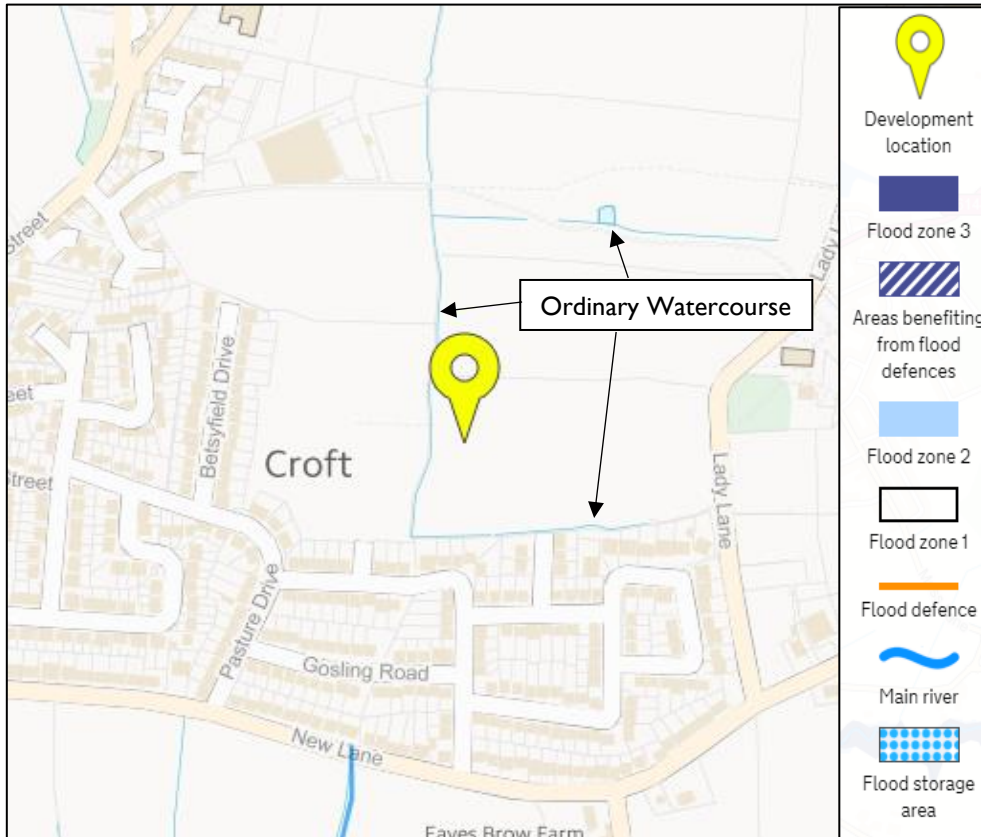 Street
Lady L
Ordinary Watercourse
Betsyfield Drive
eet
Croft
Street
Lady Lane
Pasture Drive
Gosling Road
New Lane
Eaves Brow Farm
Development
location
Flood zone 3
Areas benefiting
from flood
defences
Flood zone 2
Flood zone 1
Flood defence
Main river
Flood storage
area